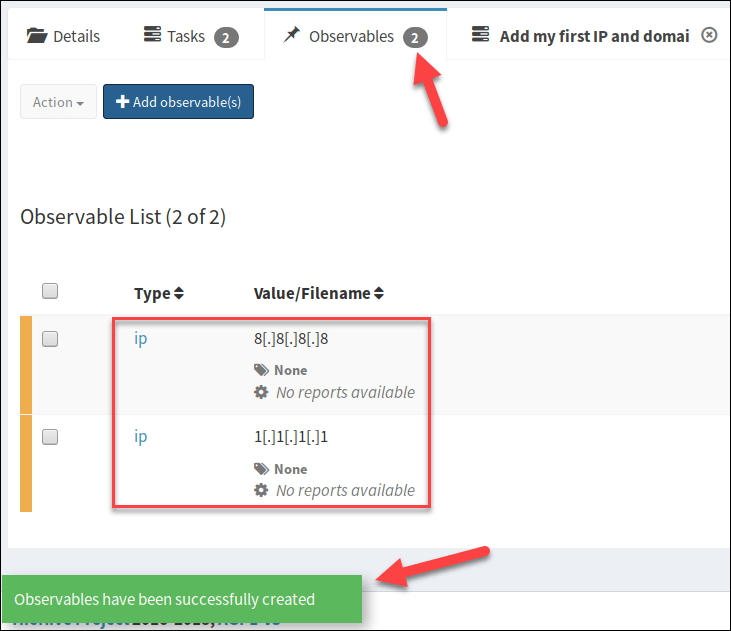 Details Tasks 2 Observables 2 Add my first IP and domai
Action Add observable(s)
Observable List (2 of 2)
Type Value/Filename
ip 8[.]8[.]8[.]8
None
No reports available
ip 1[.]1[.]1[.]1
None
No reports available
Observables have been successfully created